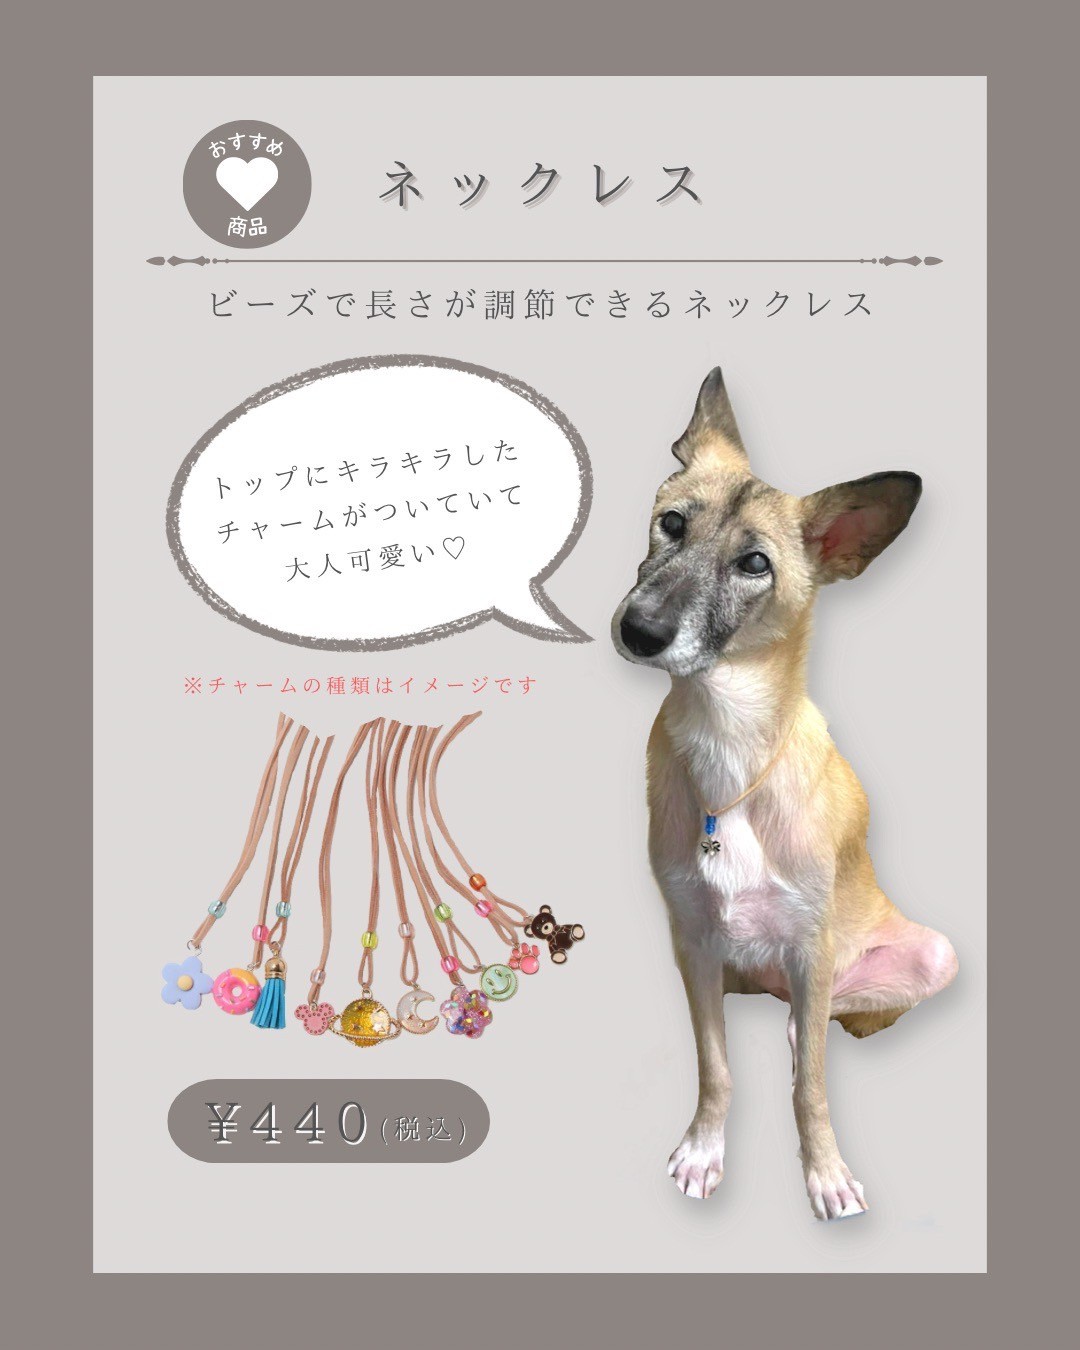 おすすめ
商品
ネックレス
ビーズで長さが調節できるネックレス
トップにキラキラした
チャームがついていて
大人可愛い♡
※チャームの種類はイメージです
¥440(税込)